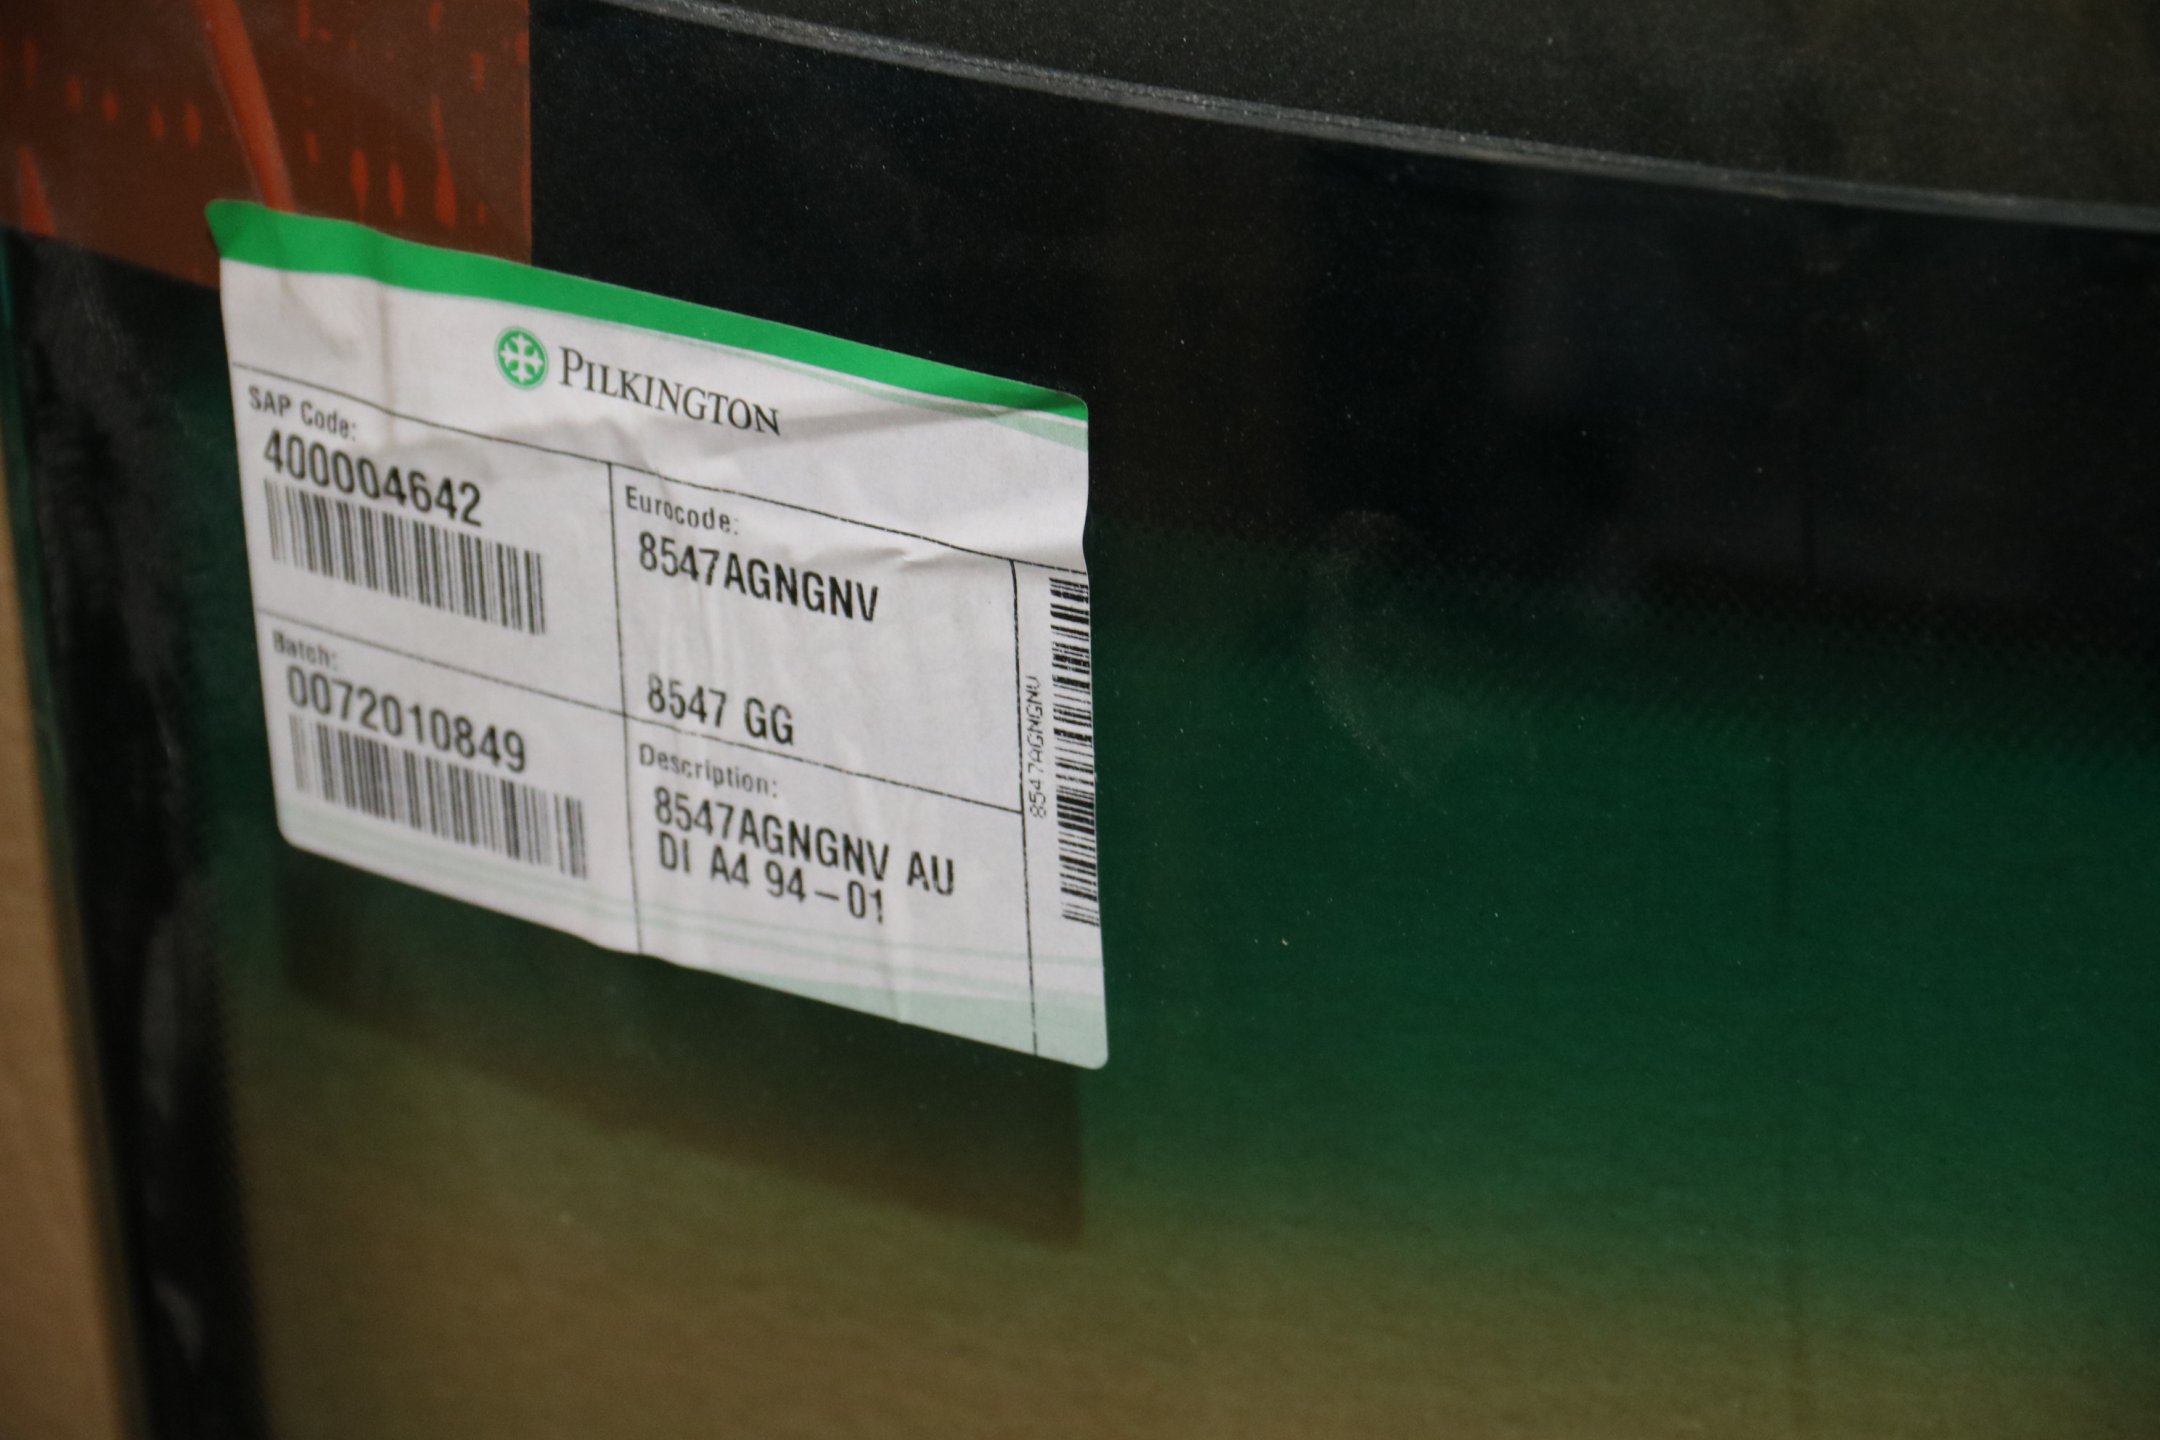 PILKINGTON
SAP Code:
400004642
Eurocode:
8547AGNGNV
8547 GG
Batch:
0072010849
Description:
8547AGNGNV AU
DI A4 94-01
8547AGNGNV